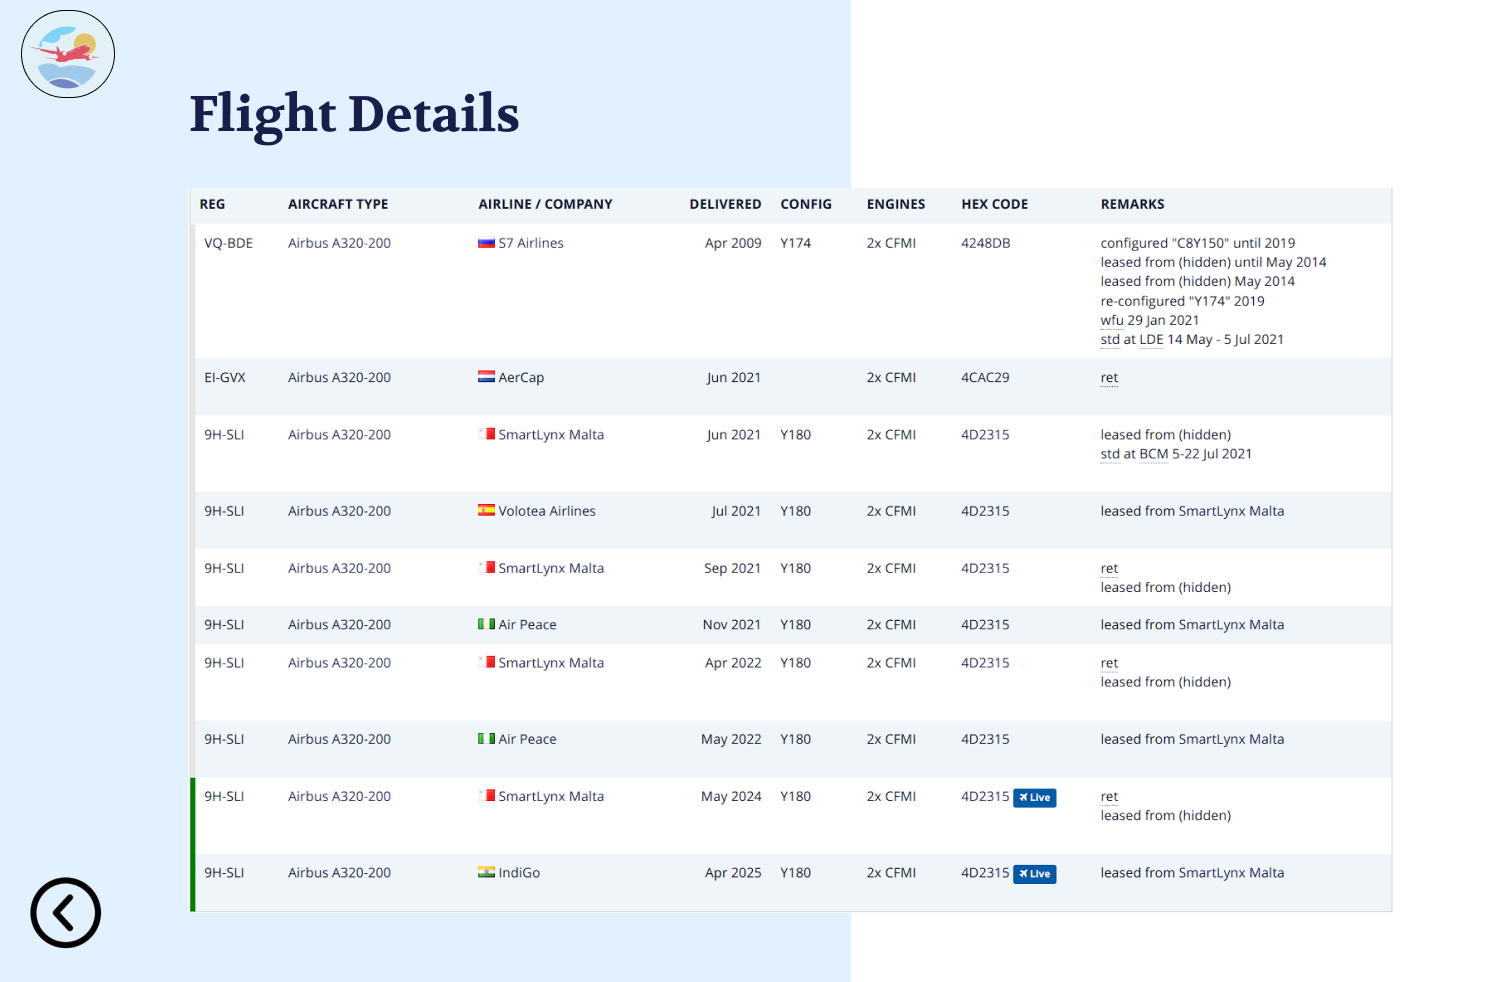 Flight Details
REG AIRCRAFT TYPE AIRLINE / COMPANY DELIVERED CONFIG ENGINES HEX CODE REMARKS
VQ-BDE Airbus A320-200 S7 Airlines Apr 2009 Y174 2x CFMI 4248DB configured "C8Y150" until 2019
leased from (hidden) until May 2014
leased from (hidden) May 2014
re-configured "Y174" 2019
wfu 29 Jan 2021
std at LDE 14 May - 5 Jul 2021
EI-GVX Airbus A320-200 AerCap Jun 2021 2x CFMI 4CAC29 ret
9H-SLI Airbus A320-200 SmartLynx Malta Jun 2021 Y180 2x CFMI 4D2315 leased from (hidden)
std at BCM 5-22 Jul 2021
9H-SLI Airbus A320-200 Volotea Airlines Jul 2021 Y180 2x CFMI 4D2315 leased from SmartLynx Malta
9H-SLI Airbus A320-200 SmartLynx Malta Sep 2021 Y180 2x CFMI 4D2315 ret
leased from (hidden)
9H-SLI Airbus A320-200 Air Peace Nov 2021 Y180 2x CFMI 4D2315 leased from SmartLynx Malta
9H-SLI Airbus A320-200 SmartLynx Malta Apr 2022 Y180 2x CFMI 4D2315 ret
leased from (hidden)
9H-SLI Airbus A320-200 Air Peace May 2022 Y180 2x CFMI 4D2315 leased from SmartLynx Malta
9H-SLI Airbus A320-200 SmartLynx Malta May 2024 Y180 2x CFMI 4D2315 Live ret
leased from (hidden)
9H-SLI Airbus A320-200 IndiGo Apr 2025 Y180 2x CFMI 4D2315 Live leased from SmartLynx Malta